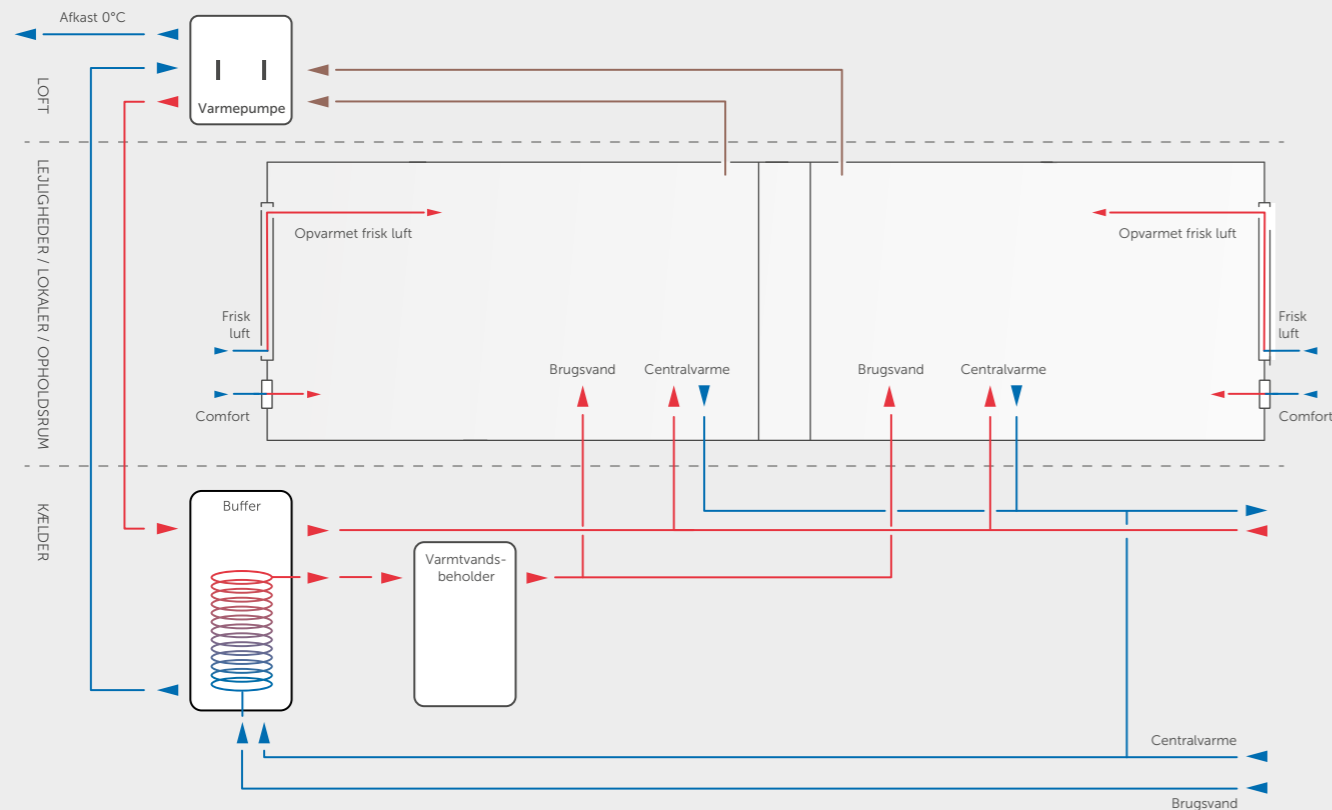 Afkast 0°C
Varmepumpe
LOFT
LEJLIGHEDER / LOKALER / OPHOLDSRUM
Opvarmet frisk luft
Opvarmet frisk luft
Frisk
luft
Frisk
luft
Brugsvand
Centralvarme
Brugsvand
Centralvarme
Comfort
Comfort
KÆLDER
Buffer
Varmtvands-
beholder
Centralvarme
Brugsvand